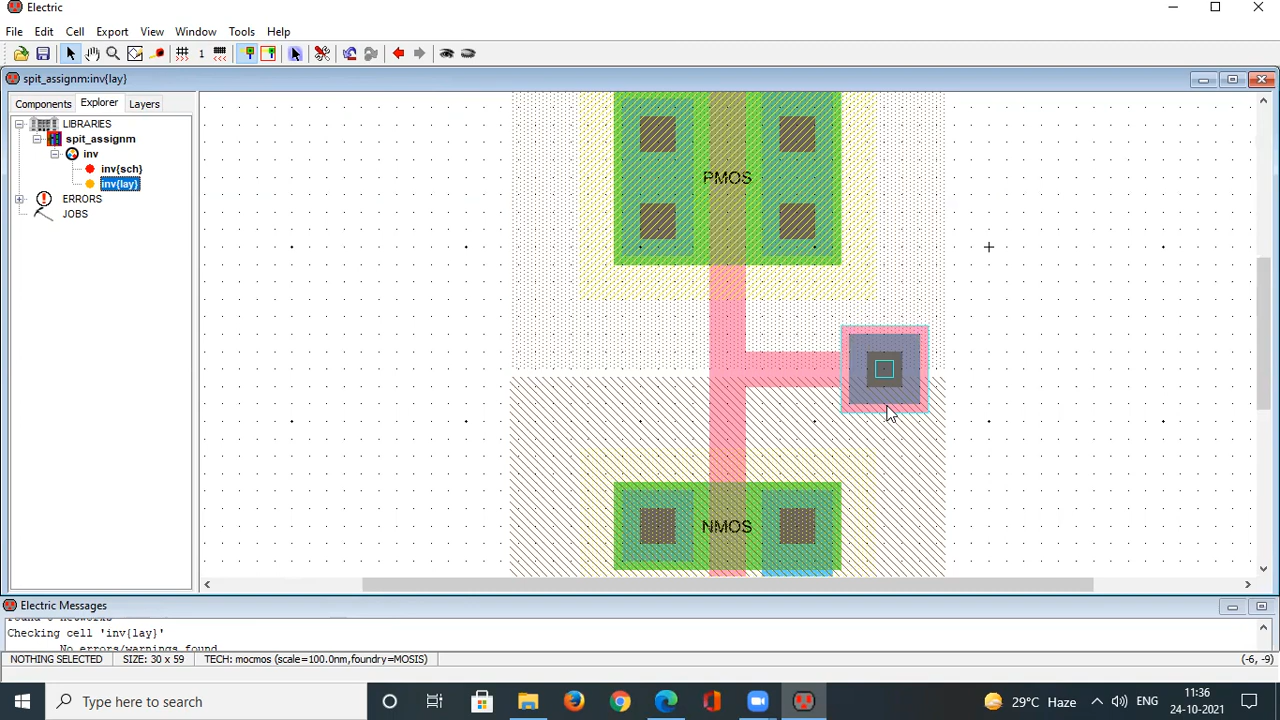 Electric
File Edit Cell Export View Window Tools Help
1
spit_assignm:inv{lay}
Components Explorer Layers
LIBRARIES
spit_assignm
inv
inv{sch}
inv{lay}
ERRORS
JOBS
PMOS
NMOS
Electric Messages
Checking cell 'inv{lay}'
No errors/warnings found
NOTHING SELECTED SIZE: 30 x 59 TECH: mocmos (scale=100.0nm,foundry=MOSIS) (-6, -9)
Type here to search
29°C Haze
ENG
11:36
24-10-2021